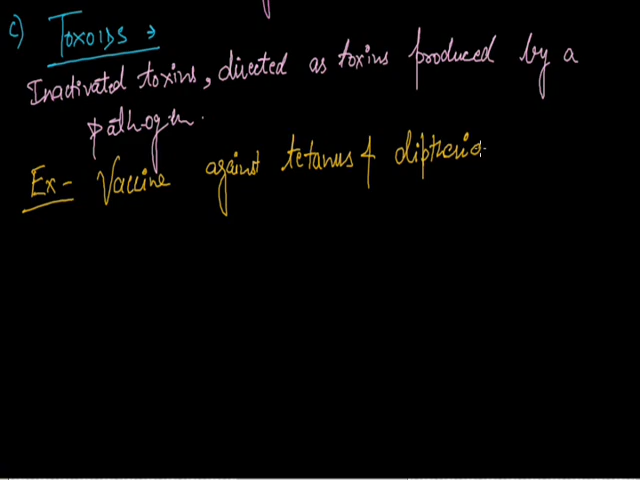 c) Toxoids →
Inactivated toxins, directed as toxins produced by a
pathogen.
Ex- Vaccine against tetanus & diptheria